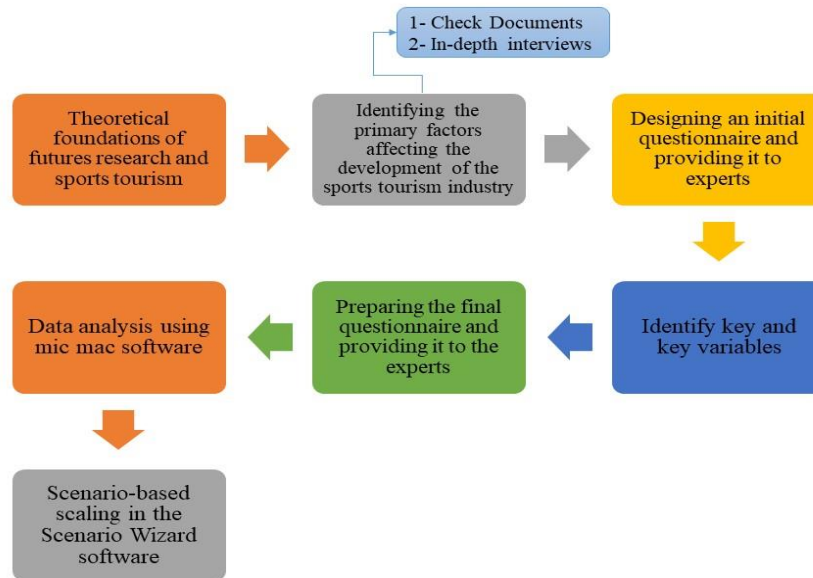 1- Check Documents
2- In-depth interviews
Theoretical
foundations of
futures research and
sports tourism
Identifying the
primary factors
affecting the
development of the
sports tourism industry
Designing an initial
questionnaire and
providing it to
experts
Identify key and
key variables
Preparing the final
questionnaire and
providing it to the
experts
Data analysis using
mic mac software
Scenario-based
scaling in the
Scenario Wizard
software